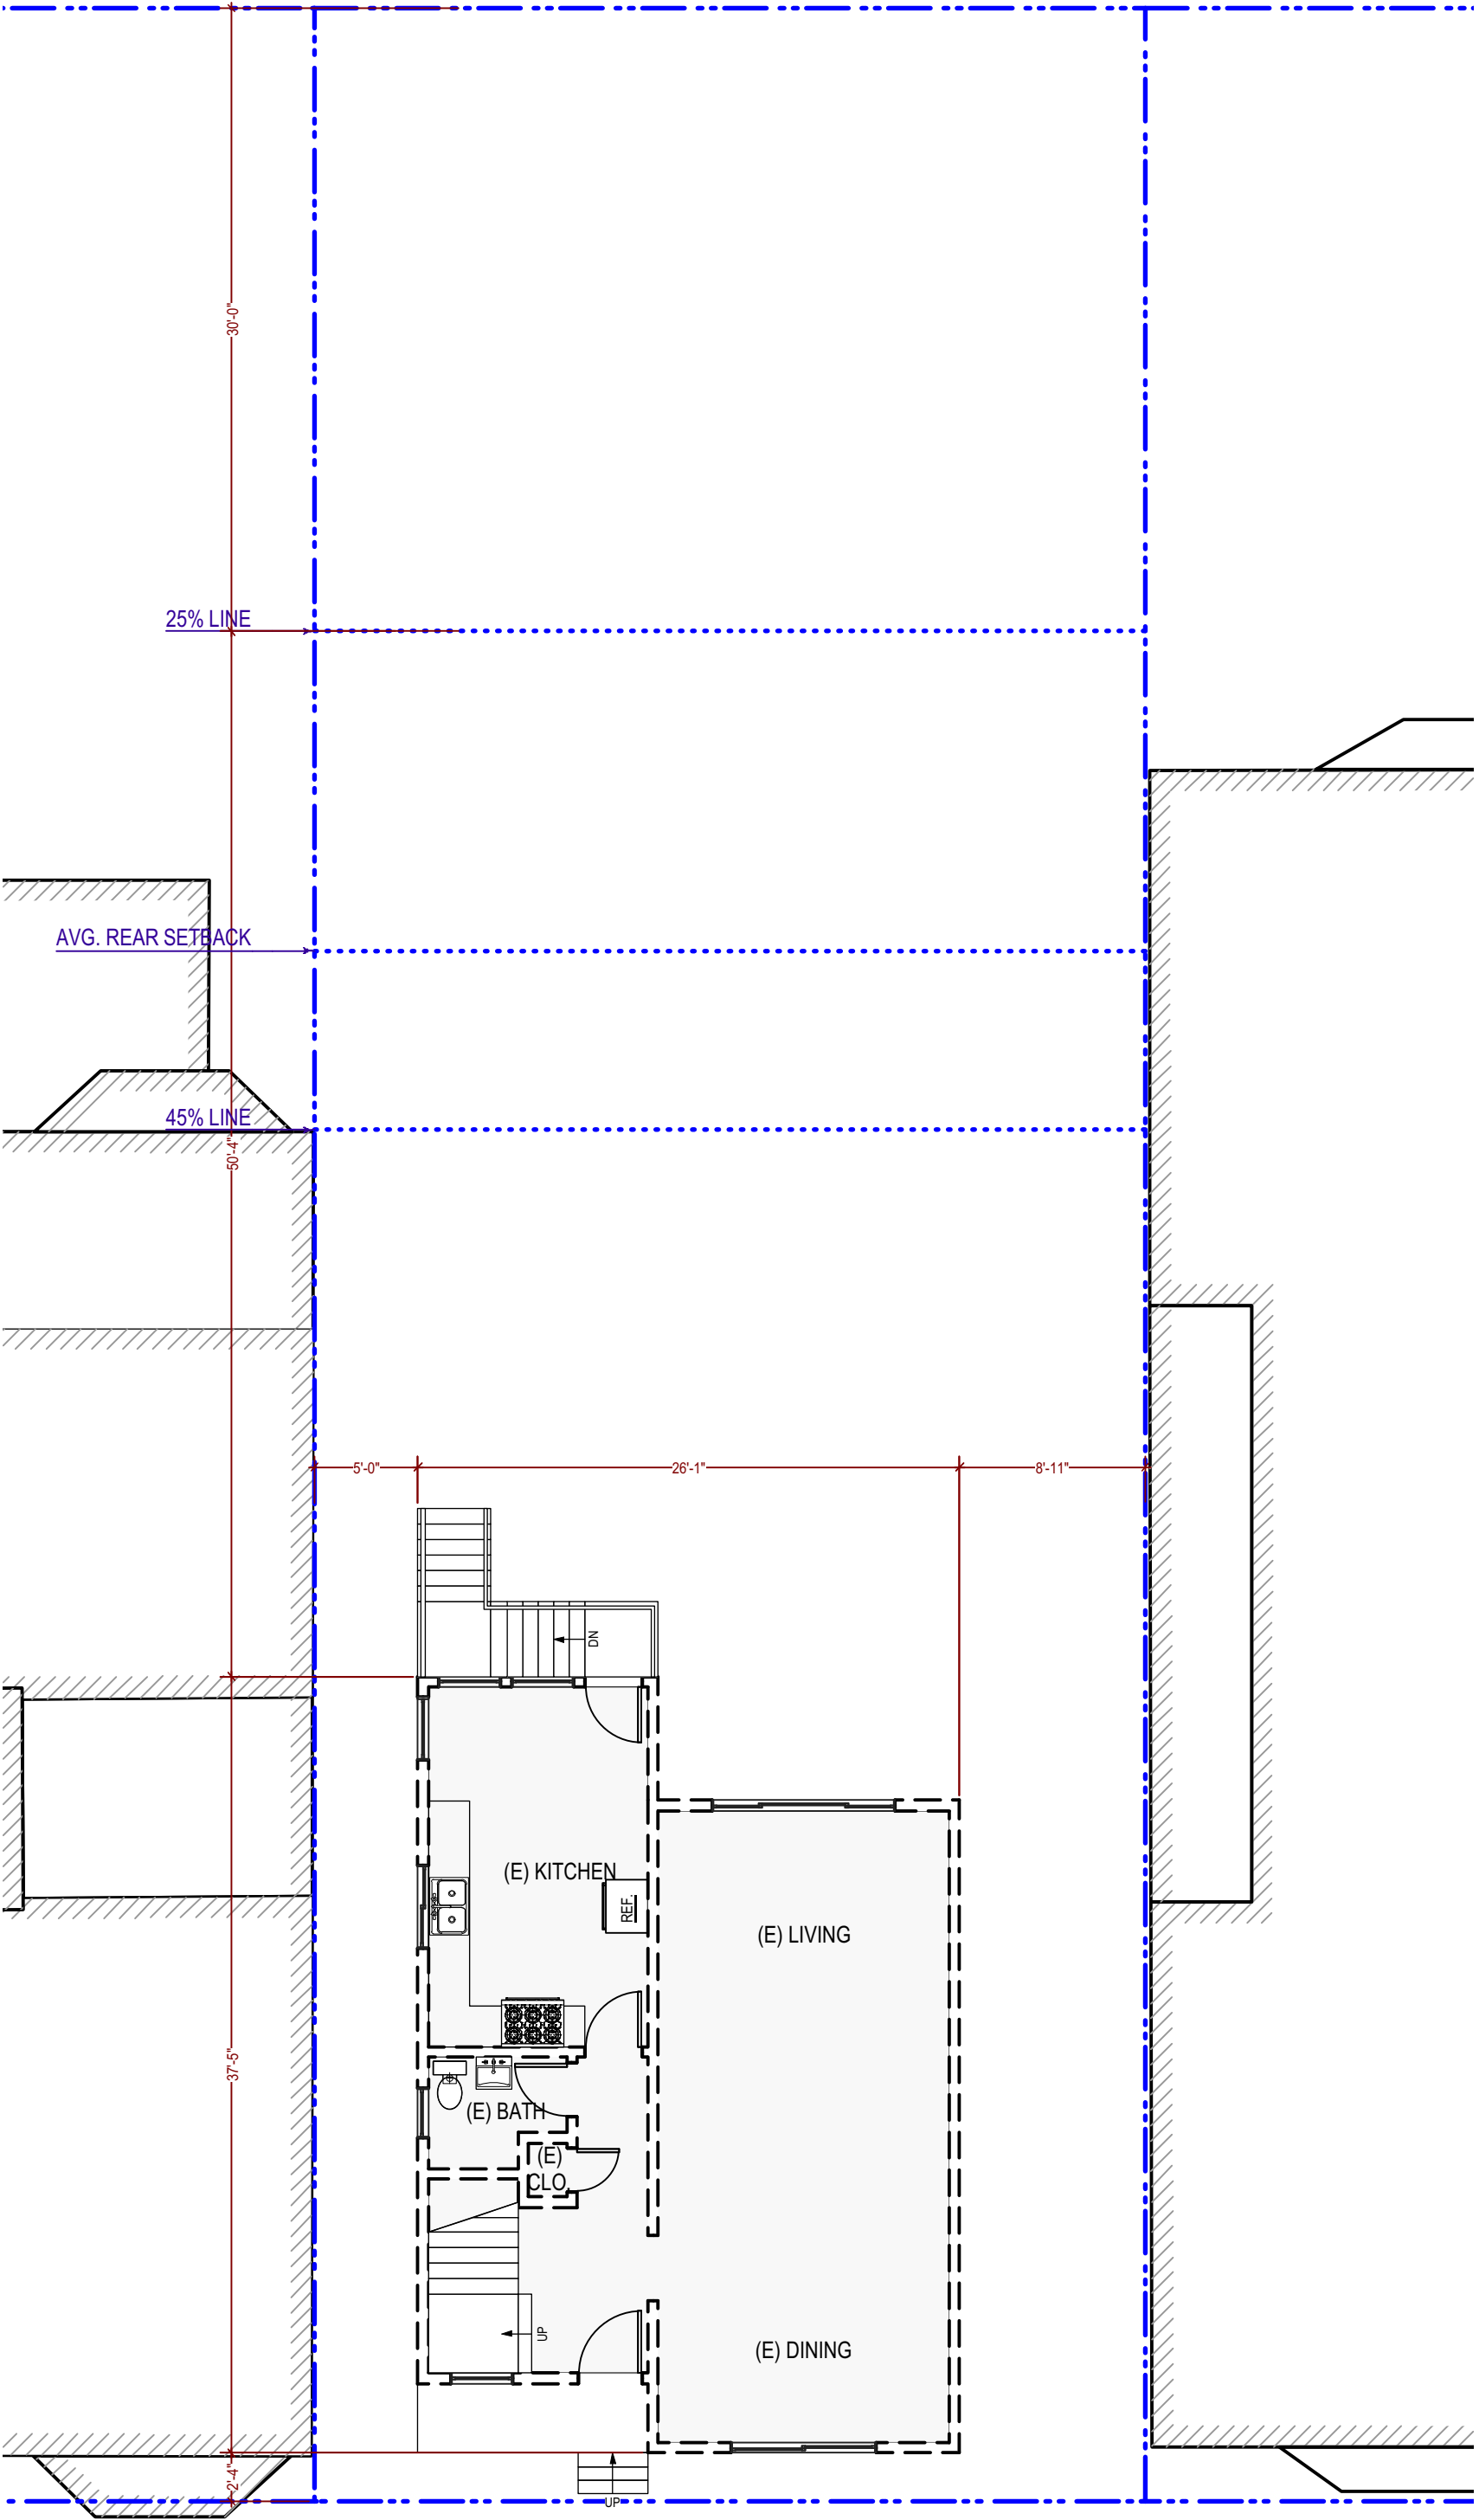 30'-0"
25% LINE
AVG. REAR SETBACK
45% LINE
50'-4"
5'-0"
26'-1"
8'-11"
DN
(E) KITCHEN
REF.
(E) LIVING
37'-5"
(E) BATH
(E)
CLO.
UP
(E) DINING
2'-4"
UP